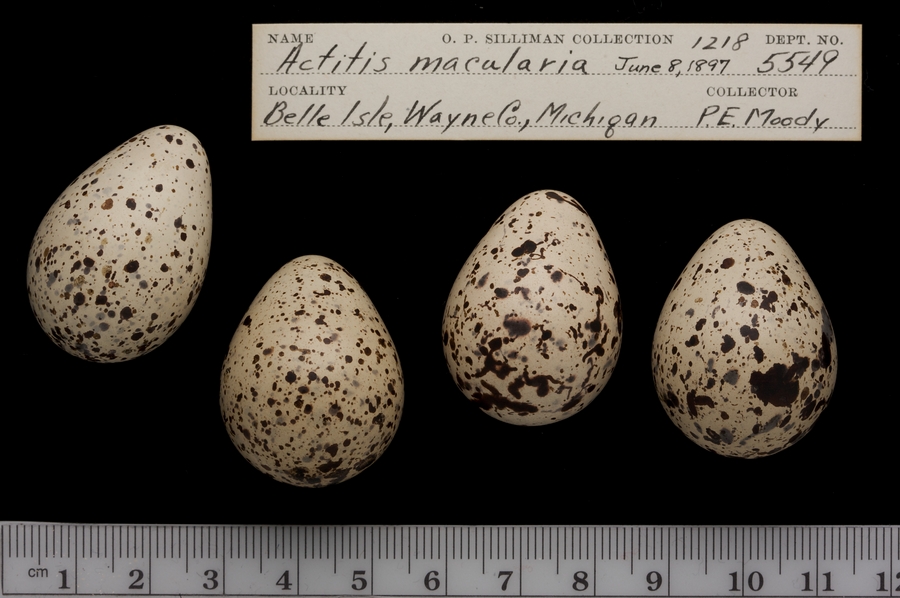 NAME O. P. SILLIMAN COLLECTION 1218 DEPT. NO.
Actitis macularia June 8, 1897 5549
LOCALITY COLLECTOR
Belle Isle, Wayne Co., Michigan P. E. Moody
cm 1 2 3 4 5 6 7 8 9 10 11 12